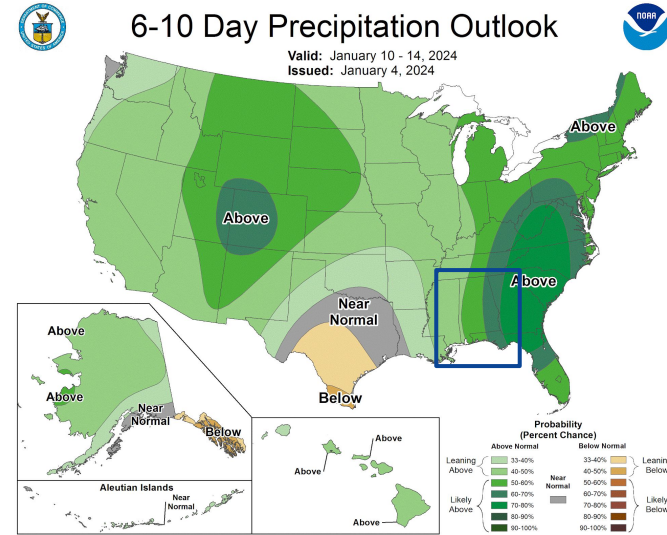 6-10 Day Precipitation Outlook
Valid: January 10 - 14, 2024
Issued: January 4, 2024
NOAA
Above
Above
Above
Near
Normal
Below
Above
Above
Near
Normal
Below
Aleutian Islands
Near
Normal
Above
Above
Above
Probability
(Percent Chance)
Above Normal
Below Normal
Leaning
Above
33-40%
40-50%
Likely
Above
50-60%
60-70%
70-80%
80-90%
90-100%
Near
Normal
33-40%
40-50%
50-60%
60-70%
70-80%
80-90%
90-100%
Leanin
Below
Likely
Below